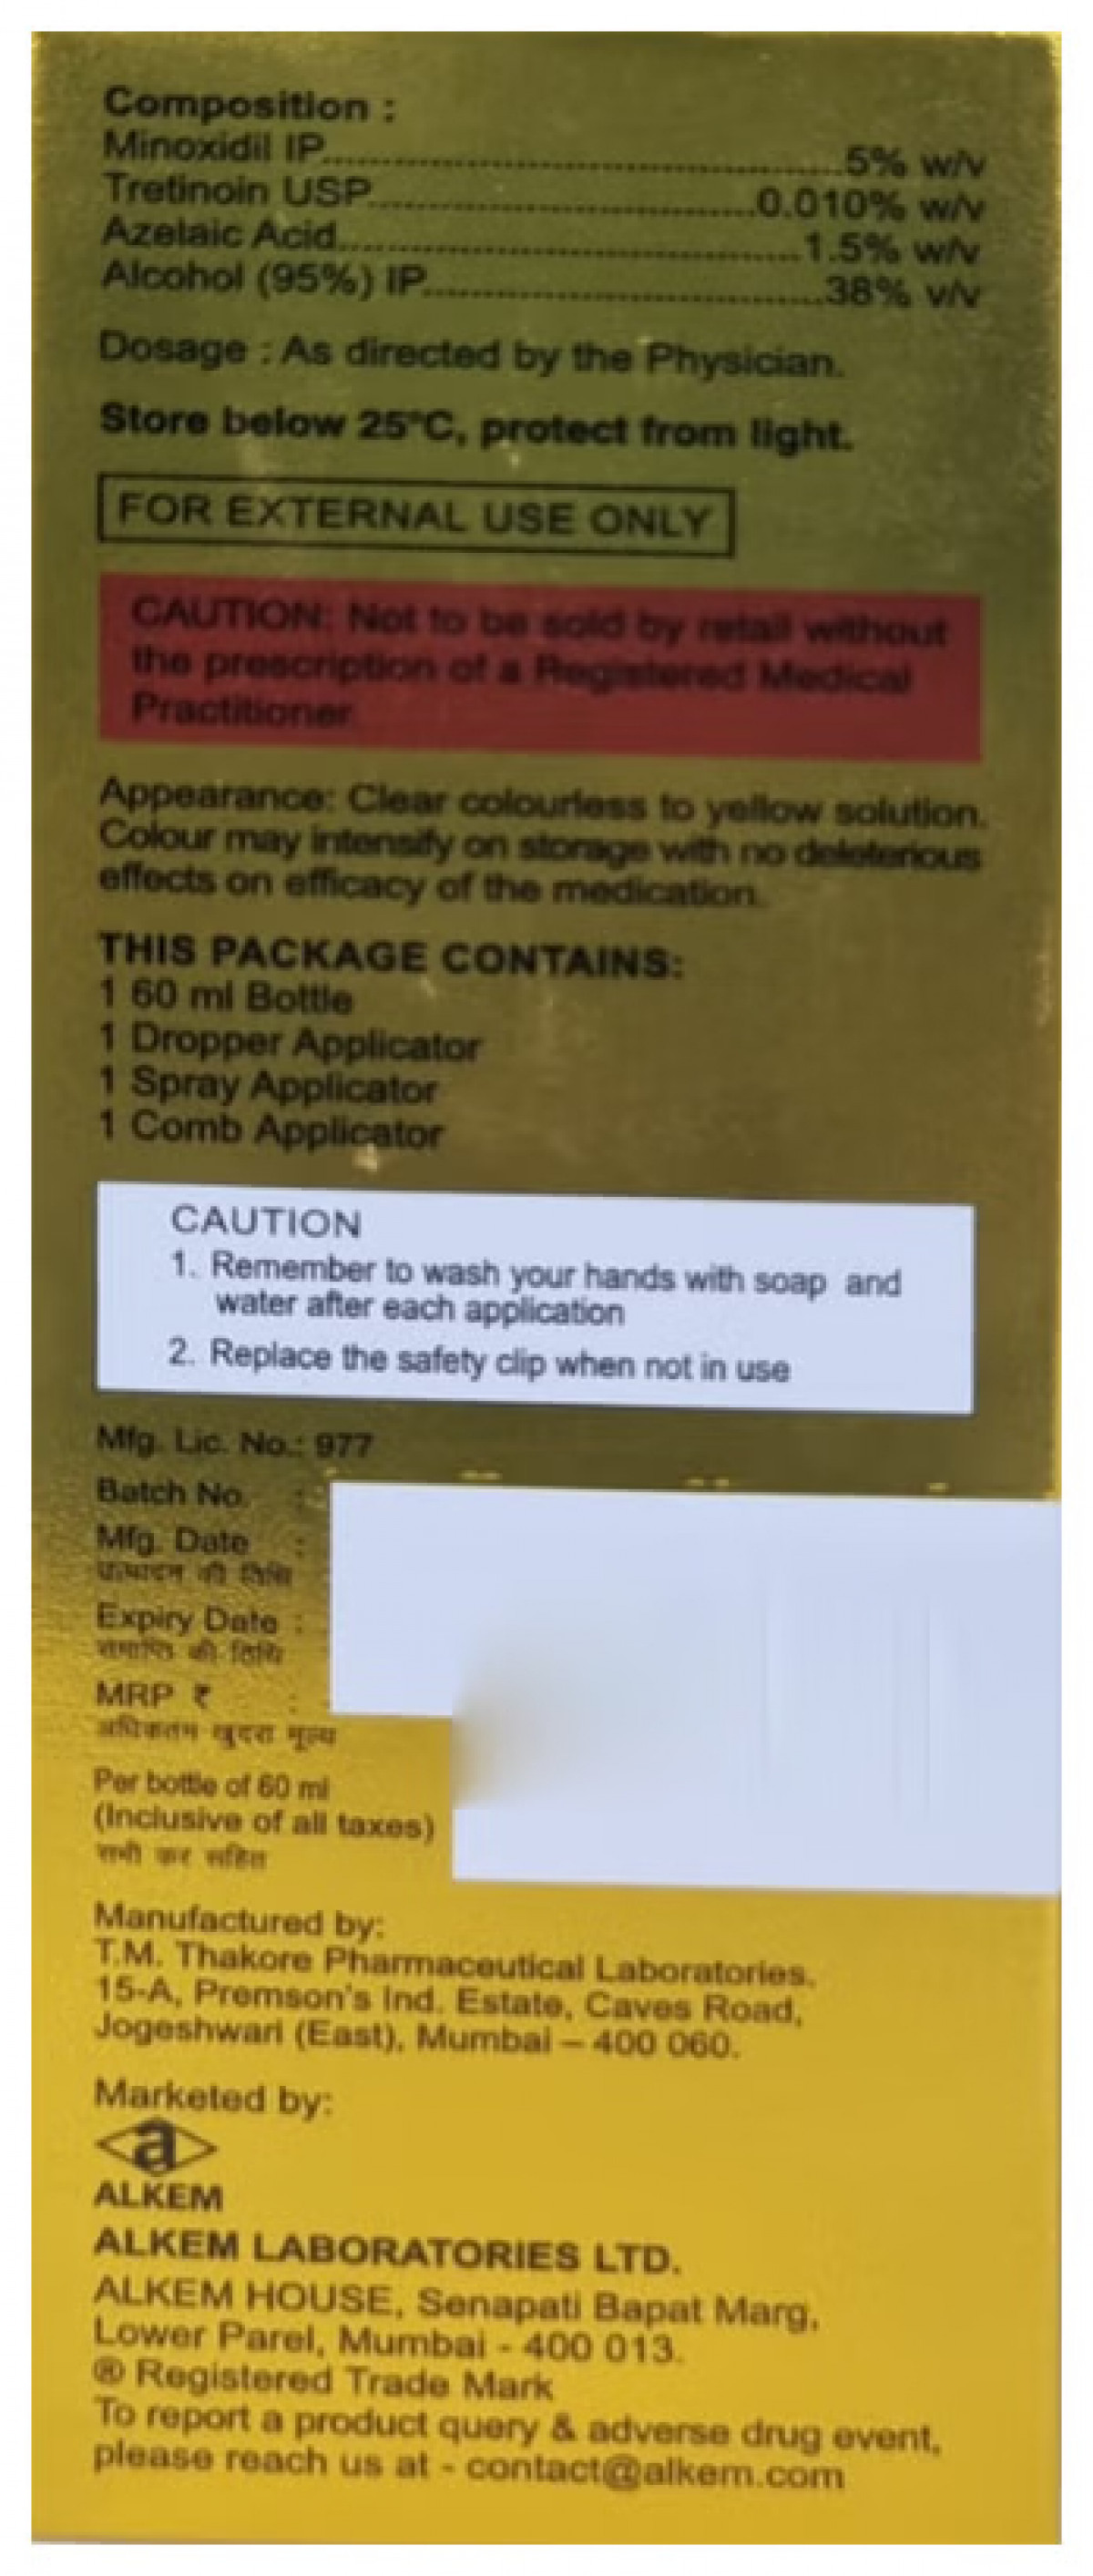 Composition :
Minoxidil IP..........................................................5% w/v
Tretinoin USP...........................................0.010% w/v
Azelaic Acid..................................................1.5% w/v
Alcohol (95%) IP...........................................38% v/v
Dosage : As directed by the Physician.
Store below 25°C, protect from light.
FOR EXTERNAL USE ONLY
CAUTION: Not to be sold by retail without
the prescription of a Registered Medical
Practitioner.
Appearance: Clear colourless to yellow solution.
Colour may intensify on storage with no deleterious
effects on efficacy of the medication.
THIS PACKAGE CONTAINS:
1 60 ml Bottle
1 Dropper Applicator
1 Spray Applicator
1 Comb Applicator
CAUTION
1. Remember to wash your hands with soap and
water after each application
2. Replace the safety clip when not in use
Mfg. Lic. No.: 977
Batch No. :
Mfg. Date :
उत्पादन की तिथि
Expiry Date :
समाप्ति की तिथि
MRP ₹ :
अधिकतम खुदरा मूल्य
Per bottle of 60 ml
(Inclusive of all taxes)
सभी कर सहित
Manufactured by:
T.M. Thakore Pharmaceutical Laboratories.
15-A, Premson's Ind. Estate, Caves Road,
Jogeshwari (East), Mumbai – 400 060.
Marketed by:
a
ALKEM
ALKEM LABORATORIES LTD.
ALKEM HOUSE, Senapati Bapat Marg,
Lower Parel, Mumbai - 400 013.
® Registered Trade Mark
To report a product query & adverse drug event,
please reach us at - contact@alkem.com